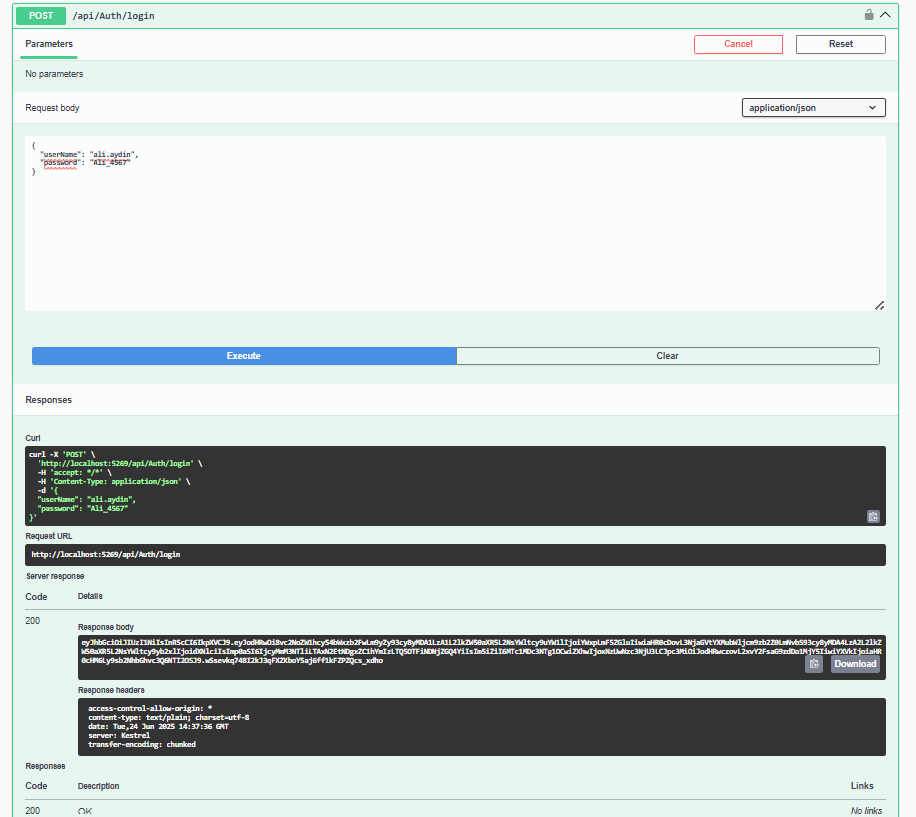 POST /api/Auth/login
Parameters Cancel Reset
No parameters
Request body application/json
{
"userName": "ali.aydin",
"password": "Ali_4567"
}
Execute Clear
Responses
Curl
curl -X 'POST' \
'http://localhost:5269/api/Auth/login' \
-H 'accept: */*' \
-H 'Content-Type: application/json' \
-d '{
"userName": "ali.aydin",
"password": "Ali_4567"
}'
Request URL
http://localhost:5269/api/Auth/login
Server response
Code Details
200
Response body
Download
Response headers
access-control-allow-origin: *
content-type: text/plain; charset=utf-8
date: Tue,24 Jun 2025 14:37:36 GMT
server: Kestrel
transfer-encoding: chunked
Responses
Code Description Links
200 OK No links